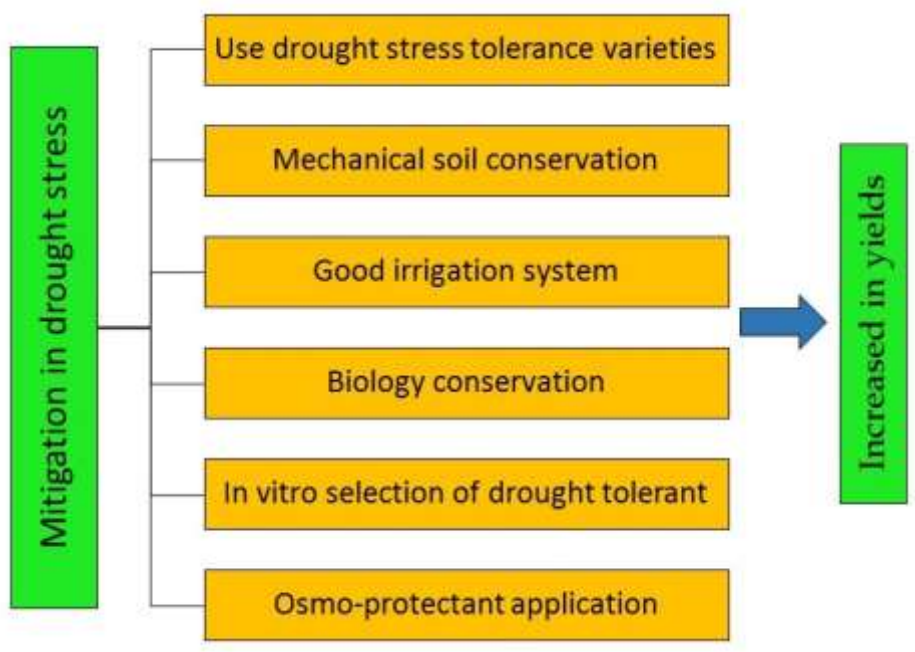 Mitigation in drought stress
Use drought stress tolerance varieties
Mechanical soil conservation
Good irrigation system
Biology conservation
In vitro selection of drought tolerant
Osmo-protectant application
Increased in yields